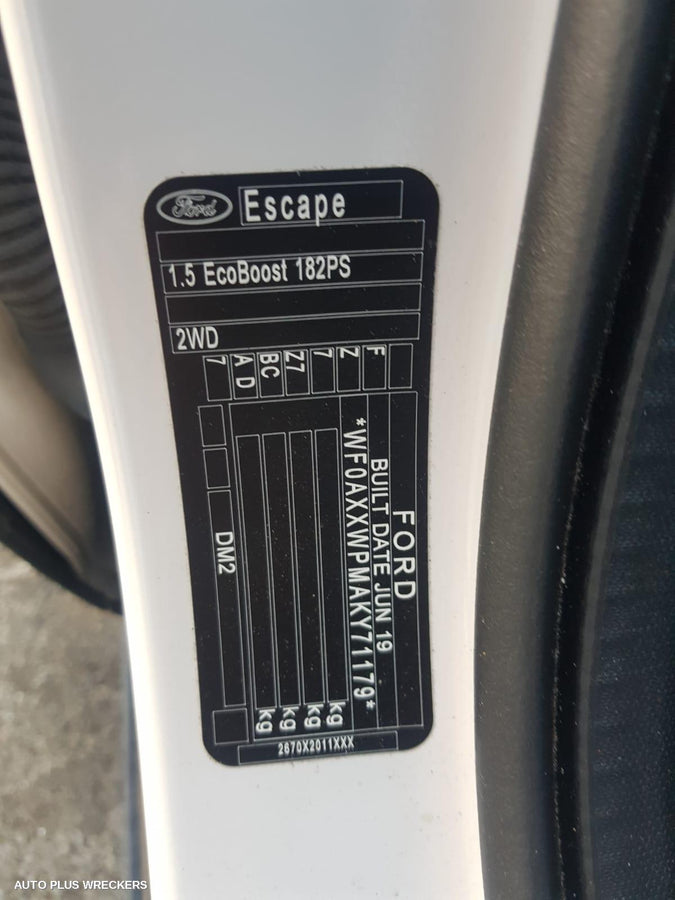 Ford
Escape
1.5 EcoBoost 182PS
2WD
7
A D
BC
Z7
7
Z
F
FORD
BUILT DATE JUN 19
*WF0AXXWPMAKY71179*
kg
kg
kg
kg
DM2
2670X2011XXX
AUTO PLUS WRECKERS